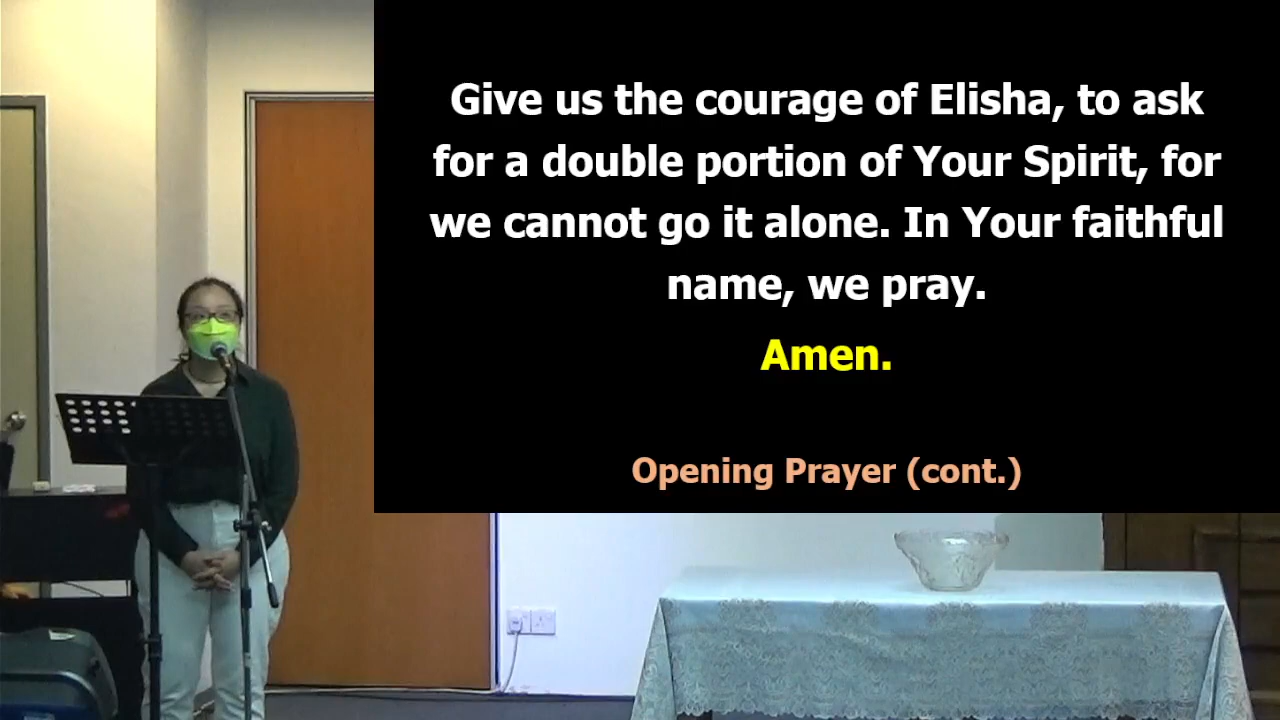 Give us the courage of Elisha, to ask
for a double portion of Your Spirit, for
we cannot go it alone. In Your faithful
name, we pray.
Amen.
Opening Prayer (cont.)